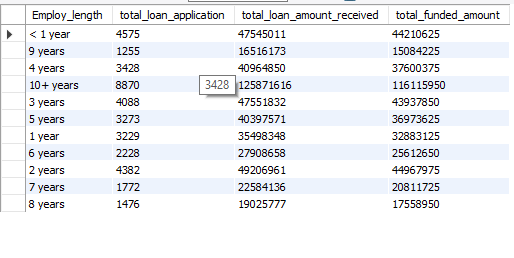 Employ_length total_loan_application total_loan_amount_received total_funded_amount
< 1 year 4575 47545011 44210625
9 years 1255 16516173 15084225
4 years 3428 40964850 37600375
10+ years 8870 3428 125871616 116115950
3 years 4088 47551832 43937850
5 years 3273 40397571 36973625
1 year 3229 35498348 32883125
6 years 2228 27908658 25612650
2 years 4382 49206961 44967975
7 years 1772 22584136 20811725
8 years 1476 19025777 17558950